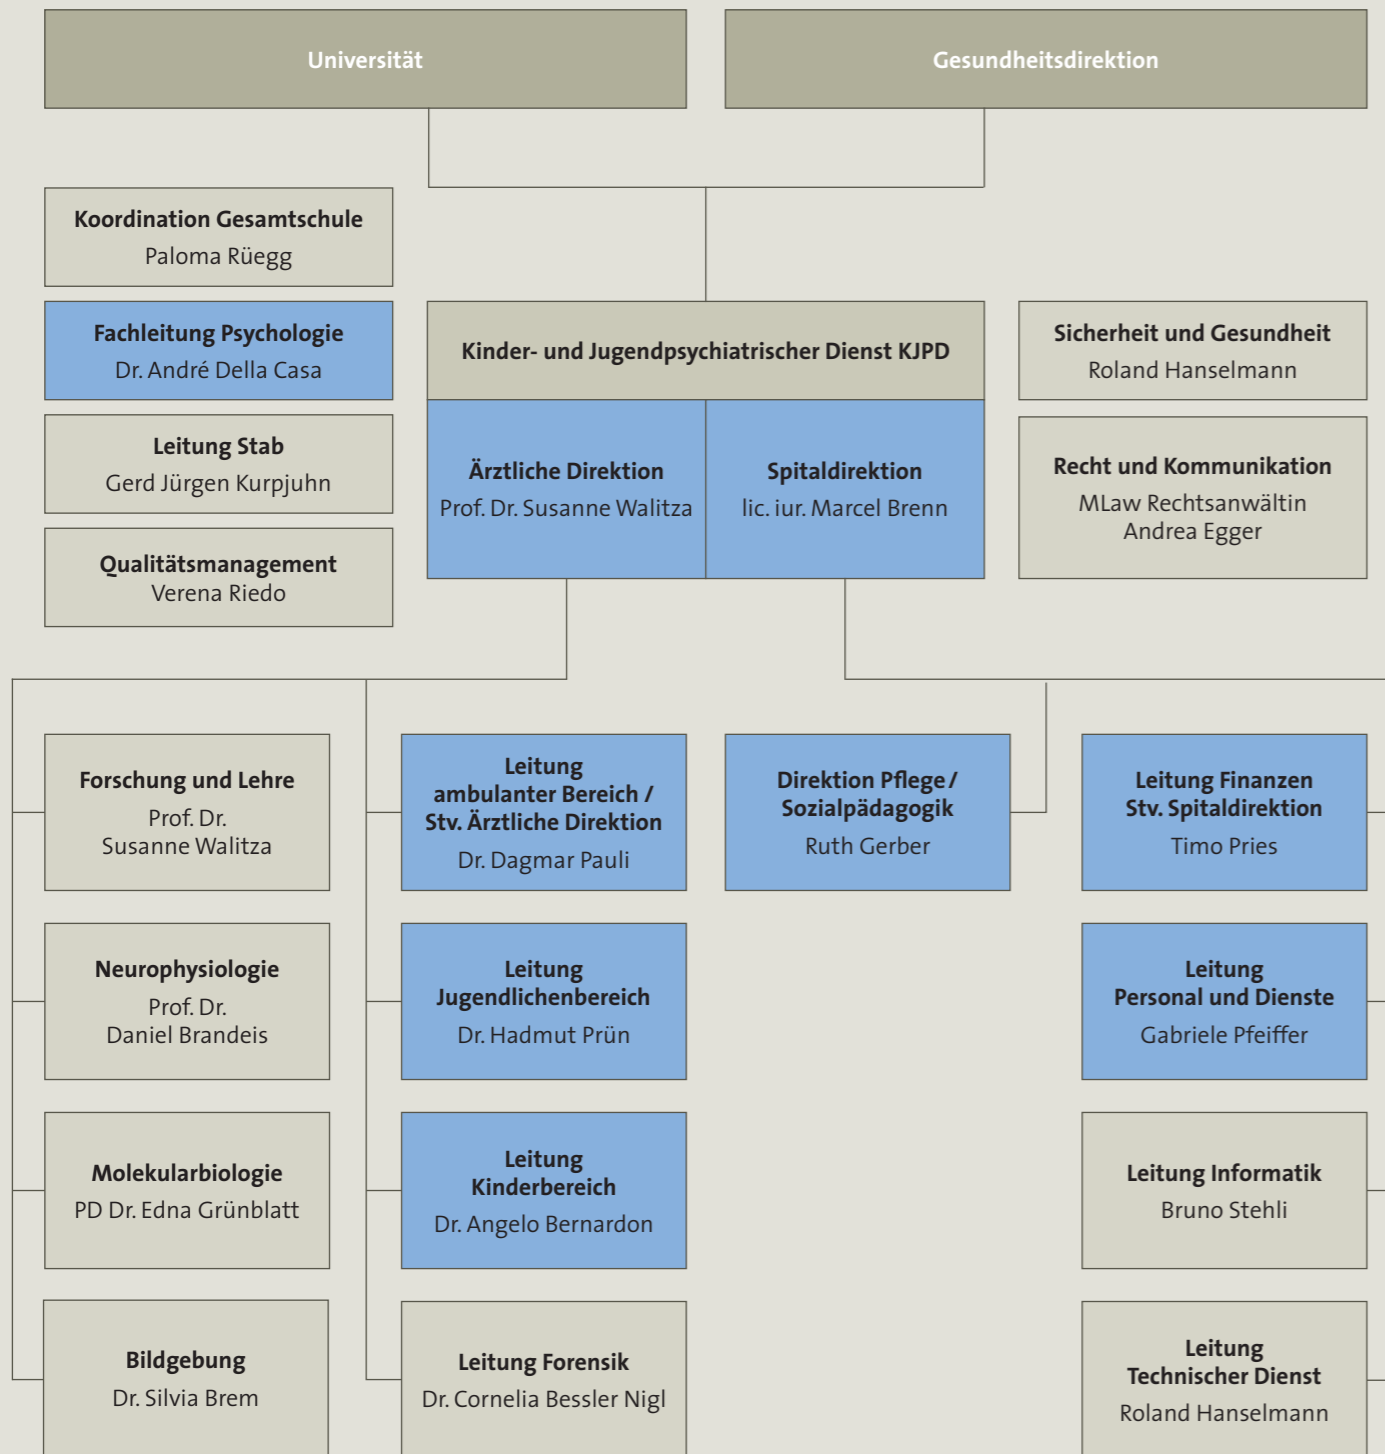 Universität
Gesundheitsdirektion
Koordination Gesamtschule
Paloma Rüegg
Fachleitung Psychologie
Dr. André Della Casa
Leitung Stab
Gerd Jürgen Kurpjuhn
Qualitätsmanagement
Verena Riedo
Kinder- und Jugendpsychiatrischer Dienst KJPD
Ärztliche Direktion
Prof. Dr. Susanne Walitza
Spitaldirektion
lic. iur. Marcel Brenn
Sicherheit und Gesundheit
Roland Hanselmann
Recht und Kommunikation
MLaw Rechtsanwältin
Andrea Egger
Forschung und Lehre
Prof. Dr.
Susanne Walitza
Neurophysiologie
Prof. Dr.
Daniel Brandeis
Molekularbiologie
PD Dr. Edna Grünblatt
Bildgebung
Dr. Silvia Brem
Leitung
ambulanter Bereich /
Stv. Ärztliche Direktion
Dr. Dagmar Pauli
Leitung
Jugendlichenbereich
Dr. Hadmut Prün
Leitung
Kinderbereich
Dr. Angelo Bernardon
Leitung Forensik
Dr. Cornelia Bessler Nigl
Direktion Pflege /
Sozialpädagogik
Ruth Gerber
Leitung Finanzen
Stv. Spitaldirektion
Timo Pries
Leitung
Personal und Dienste
Gabriele Pfeiffer
Leitung Informatik
Bruno Stehli
Leitung
Technischer Dienst
Roland Hanselmann